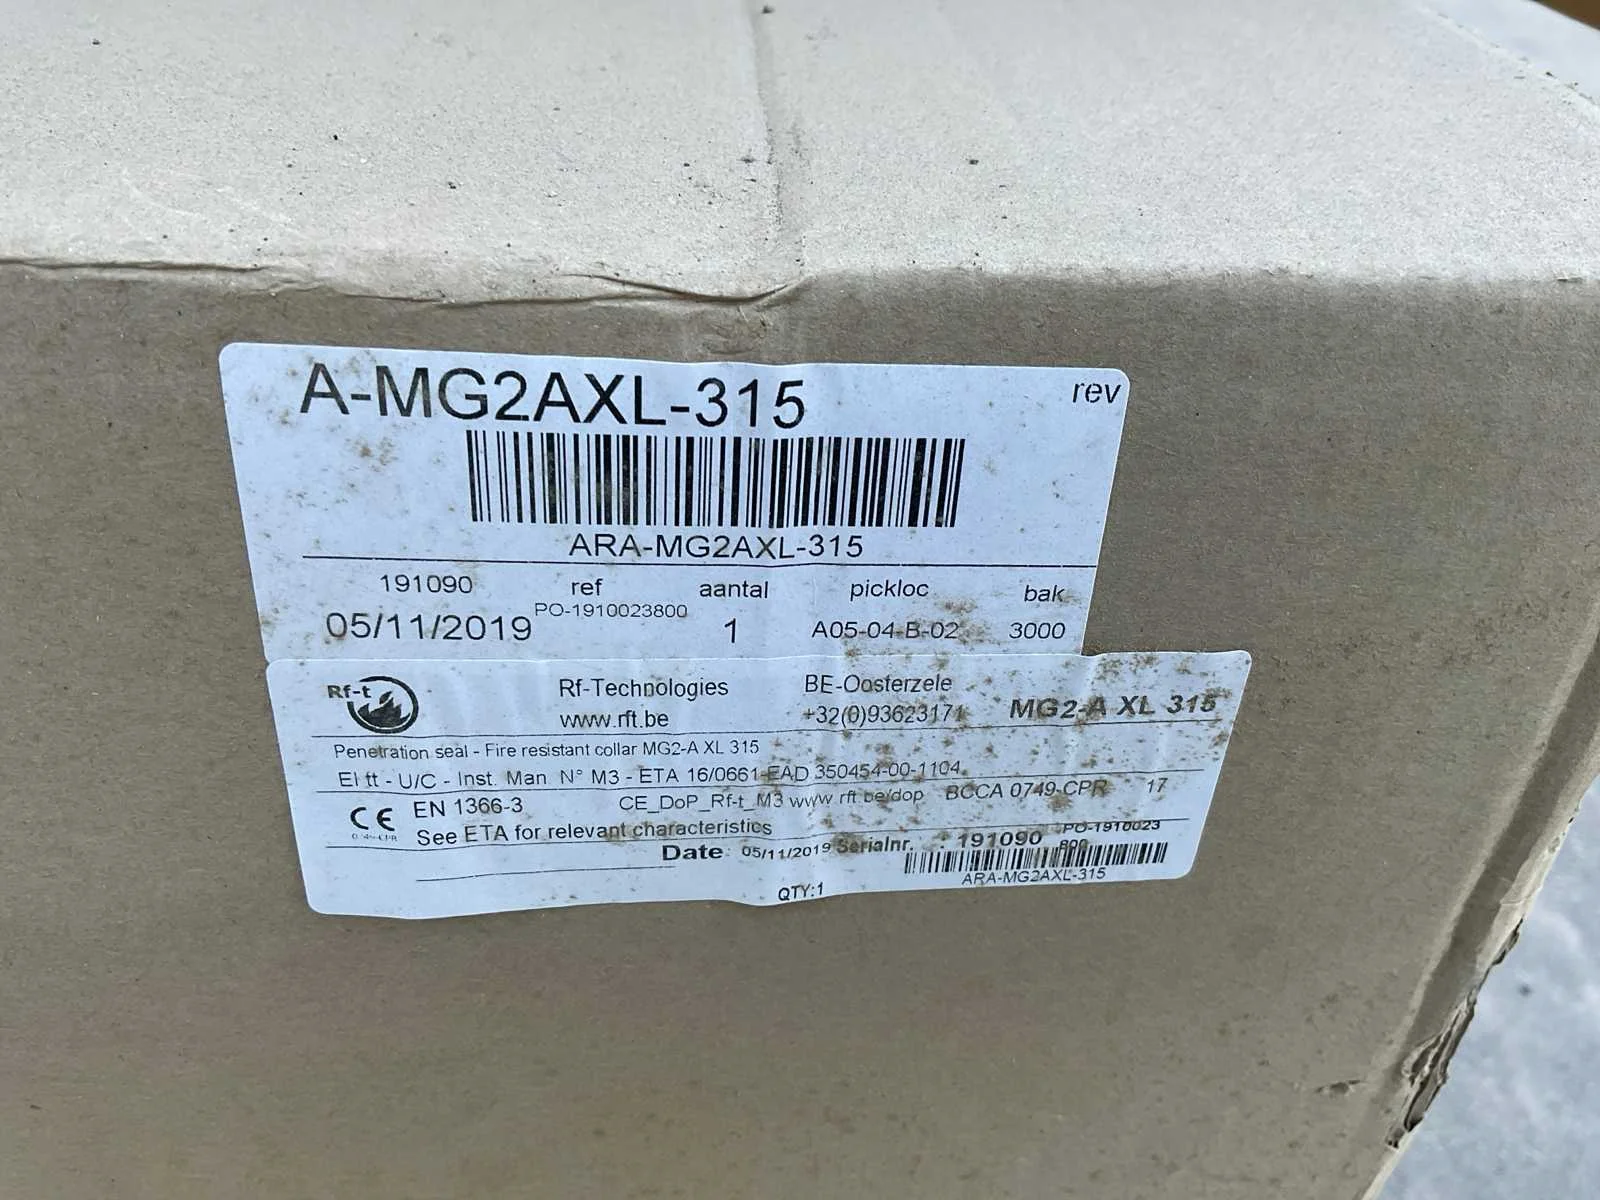 A-MG2AXL-315
rev
ARA-MG2AXL-315
191090 ref aantal pickloc bak
05/11/2019 PO-1910023800 1 A05-04-B-02 3000
Rf-t Rf-Technologies BE-Oosterzele
www.rft.be +32(0)93623171 MG2-A XL 315
Penetration seal - Fire resistant collar MG2-A XL 315
EI tt - U/C - Inst. Man. N° M3 - ETA 16/0661-EAD 350454-00-1104
CE EN 1366-3 CE_DoP_Rf-t_M3 www.rft.be/dop BCCA 0749-CPR 17
See ETA for relevant characteristics
Date: 05/11/2019 Serialnr. : 191090 PO-1910023
800
ARA-MG2AXL-315
QTY:1